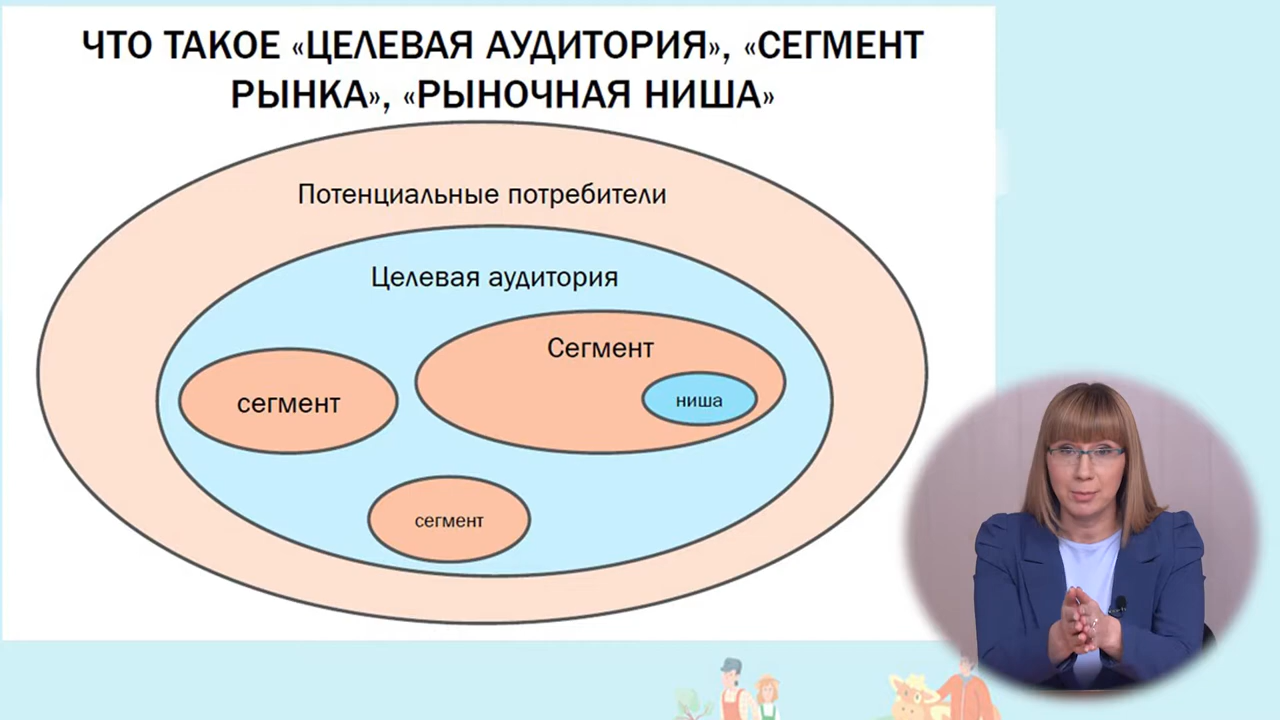 ЧТО ТАКОЕ «ЦЕЛЕВАЯ АУДИТОРИЯ», «СЕГМЕНТ
РЫНКА», «РЫНОЧНАЯ НИША»
Потенциальные потребители
Целевая аудитория
Сегмент
ниша
сегмент
сегмент